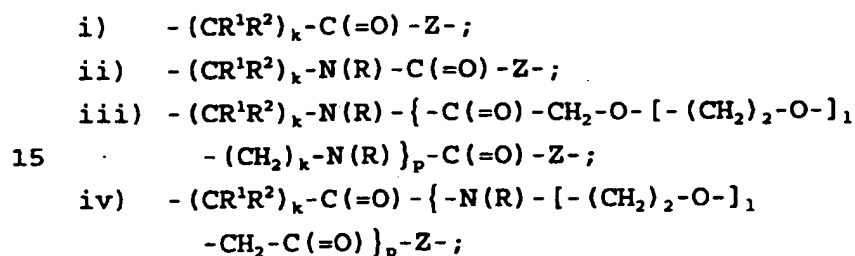 i) -(CR¹R²)ₖ-C(=O)-Z-;
ii) -(CR¹R²)ₖ-N(R)-C(=O)-Z-;
iii) -(CR¹R²)ₖ-N(R)-{-C(=O)-CH₂-O-[-(CH₂)₂-O-]₁
15 -(CH₂)ₖ-N(R)}ₚ-C(=O)-Z-;
iv) -(CR¹R²)ₖ-C(=O)-{-N(R)-[-(CH₂)₂-O-]₁
-CH₂-C(=O)}ₚ-Z-;